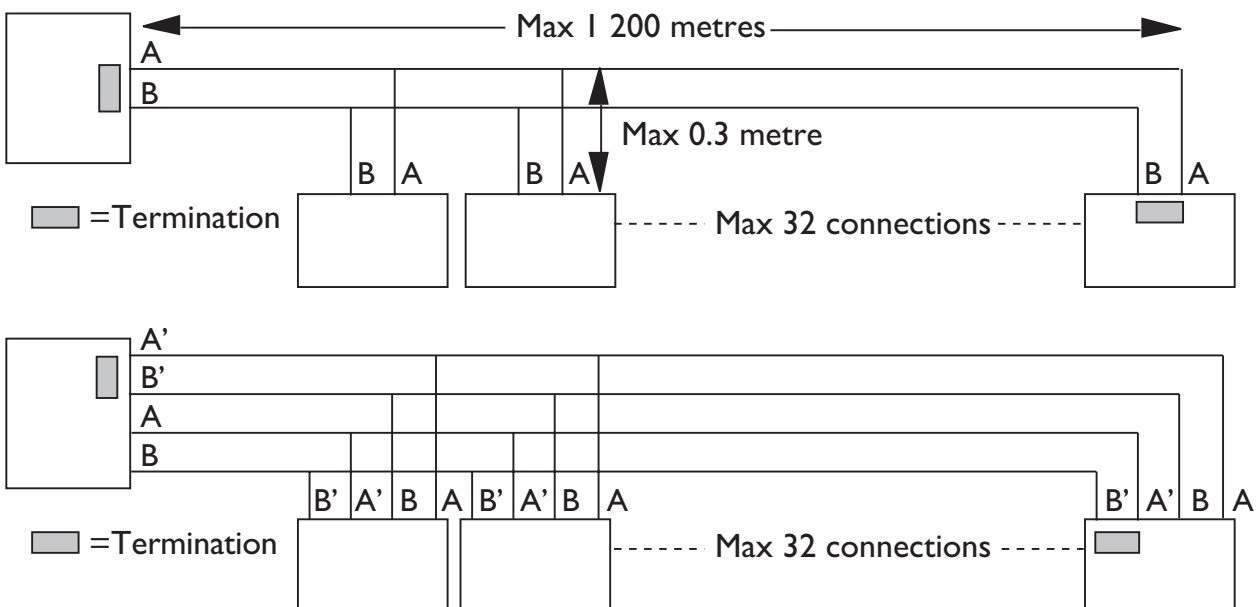 Max 1 200 metres
A
B
Max 0.3 metre
B A B A B A
=Termination
Max 32 connections
A’
B’
A
B
B’ A’ B A B’ A’ B A B’ A’ B A
=Termination
Max 32 connections